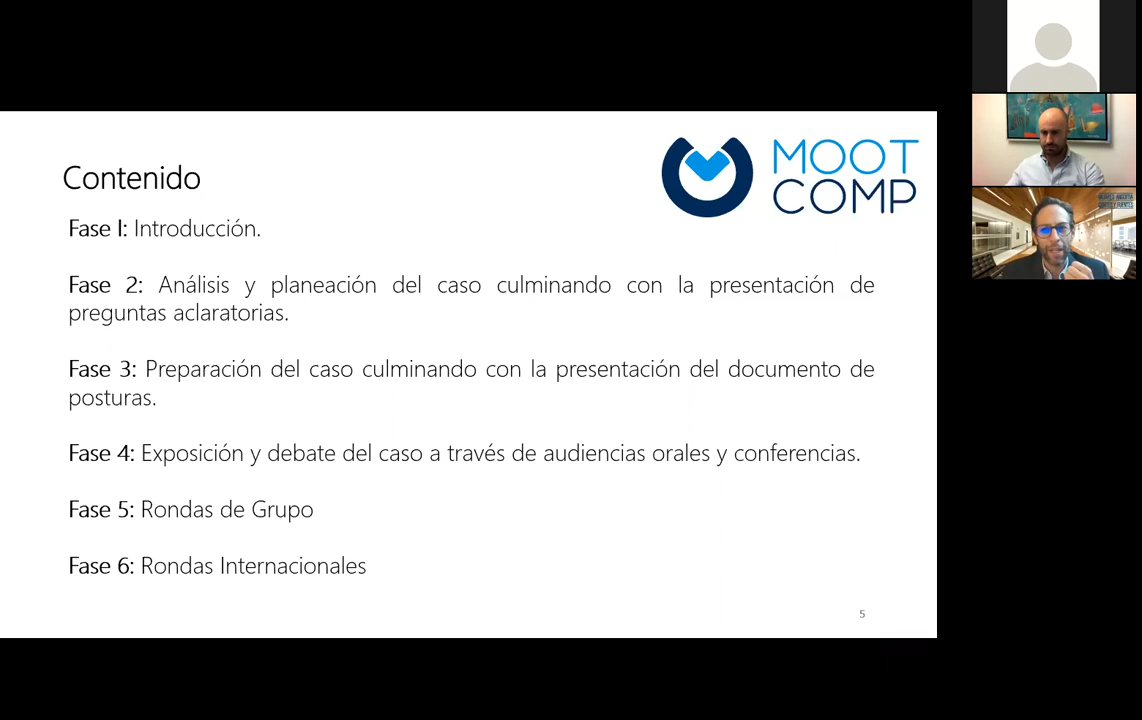 MOOT
COMP
Contenido
Fase I: Introducción.
Fase 2: Análisis y planeación del caso culminando con la presentación de
preguntas aclaratorias.
Fase 3: Preparación del caso culminando con la presentación del documento de
posturas.
Fase 4: Exposición y debate del caso a través de audiencias orales y conferencias.
Fase 5: Rondas de Grupo
Fase 6: Rondas Internacionales
5